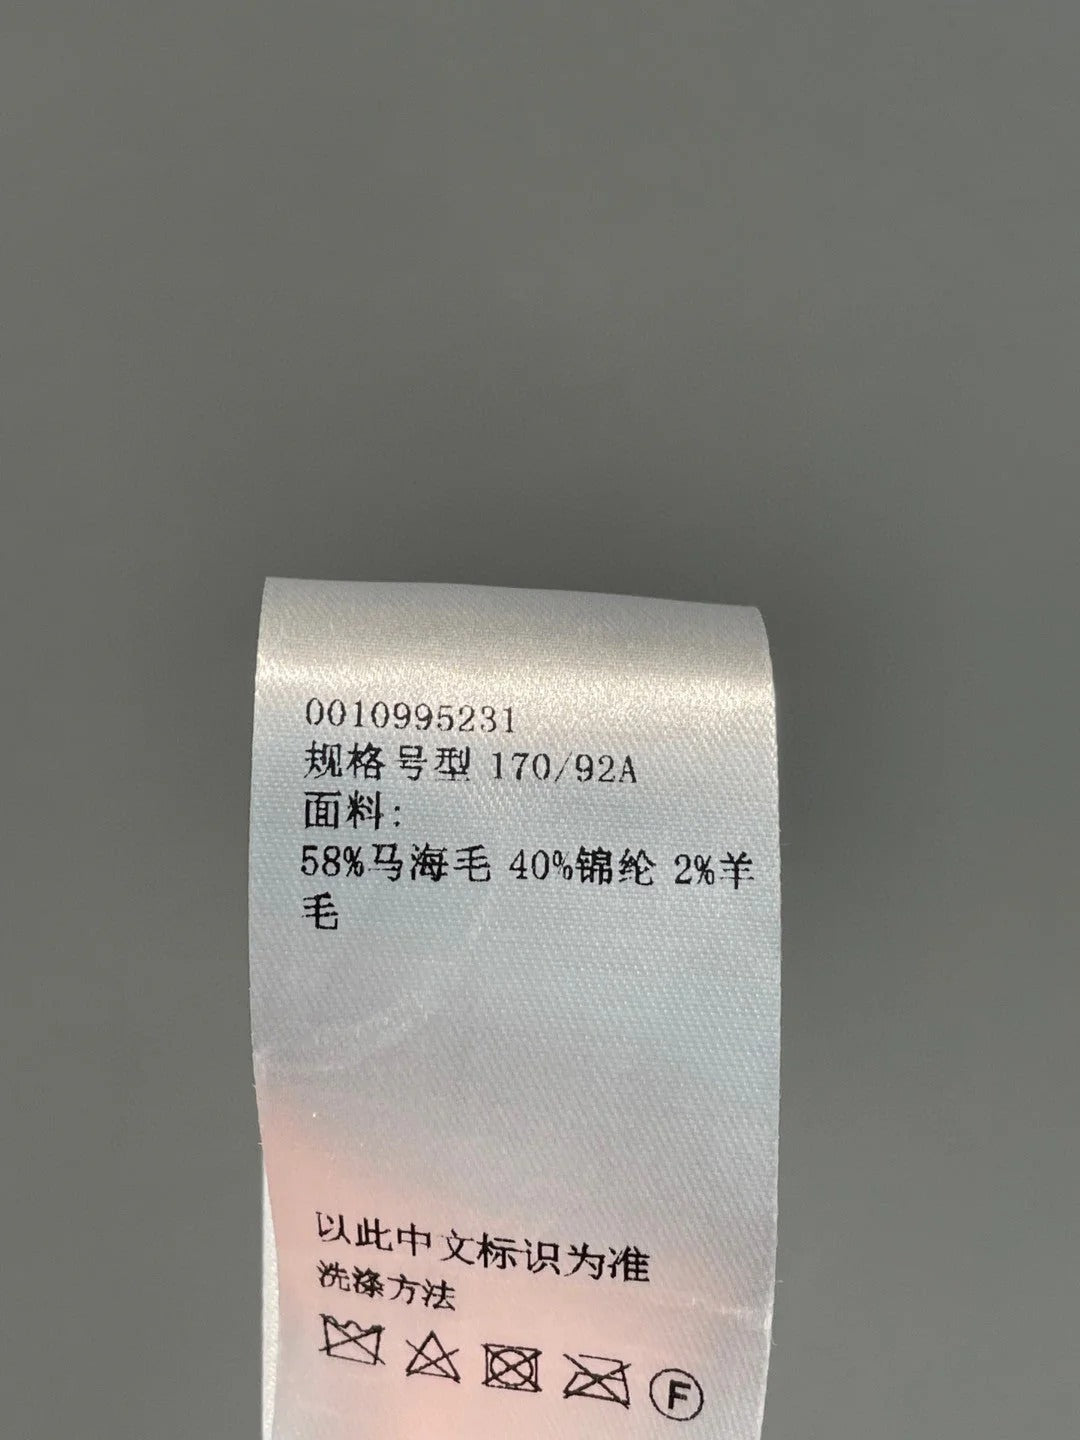 0010995231
规格号型 170/92A
面料:
58%马海毛 40%锦纶 2%羊
毛
以此中文标识为准
洗涤方法
F